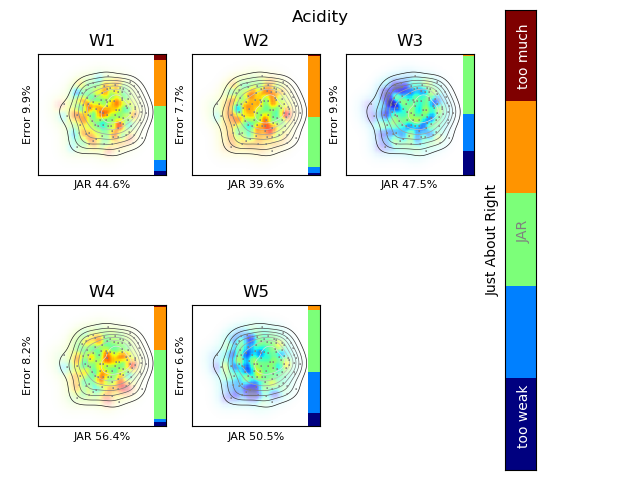 Acidity
W1
Error 9.9%
JAR 44.6%
W2
Error 7.7%
JAR 39.6%
W3
Error 9.9%
JAR 47.5%
W4
Error 8.2%
JAR 56.4%
W5
Error 6.6%
JAR 50.5%
Just About Right
too much
JAR
too weak